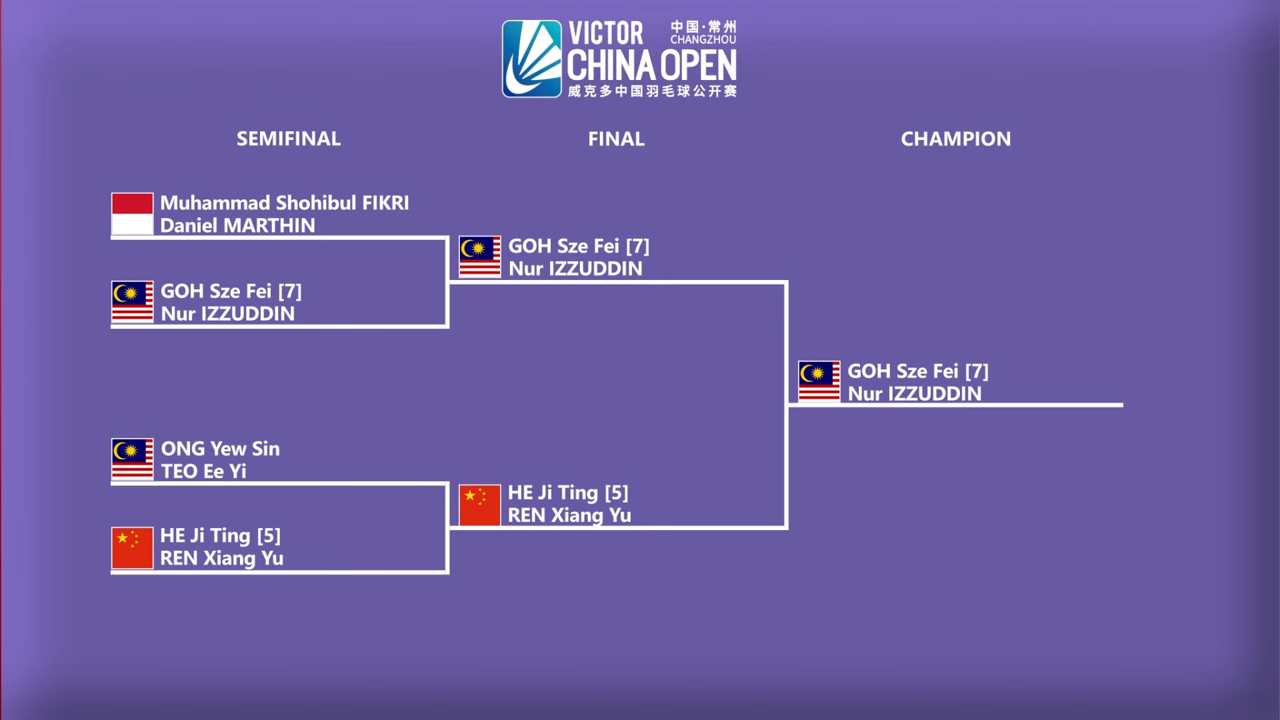 VICTOR 中国·常州
CHANGZHOU
CHINA OPEN
威克多中国羽毛球公开赛
SEMIFINAL FINAL CHAMPION
Muhammad Shohibul FIKRI
Daniel MARTHIN
GOH Sze Fei [7]
Nur IZZUDDIN
ONG Yew Sin
TEO Ee Yi
HE Ji Ting [5]
REN Xiang Yu
GOH Sze Fei [7]
Nur IZZUDDIN
HE Ji Ting [5]
REN Xiang Yu
GOH Sze Fei [7]
Nur IZZUDDIN